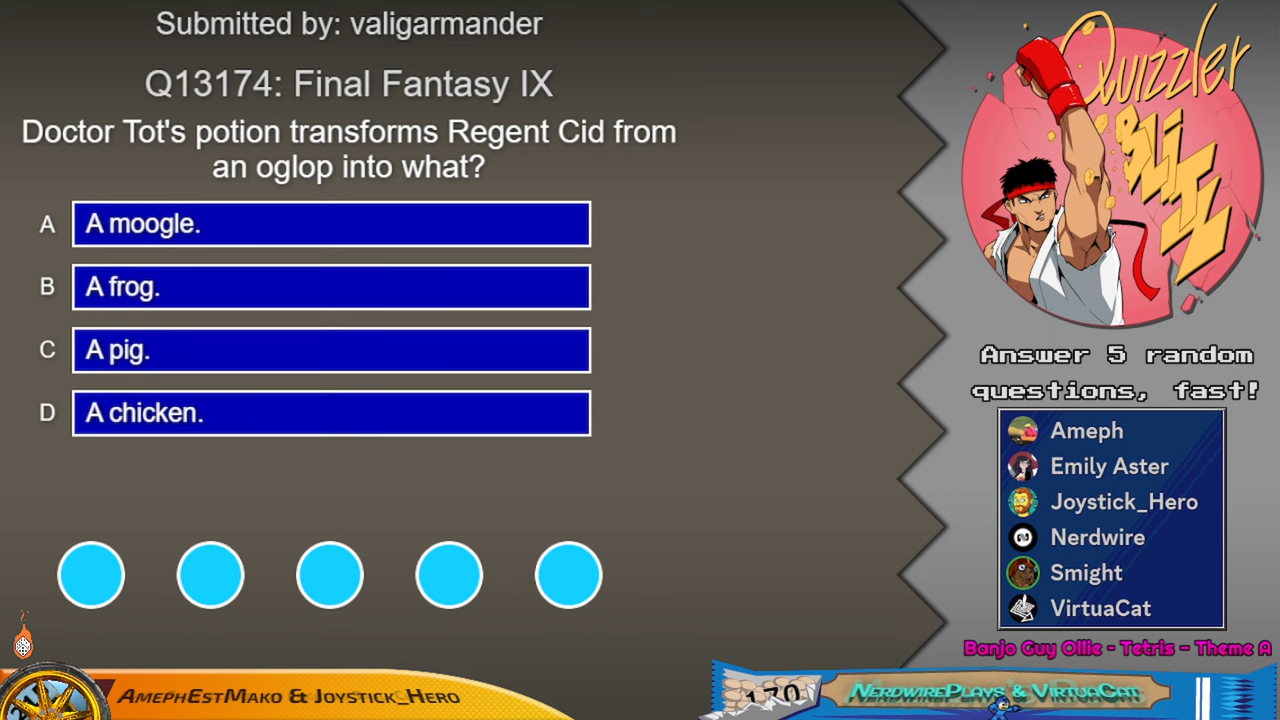 Submitted by: valigarmander
Q13174: Final Fantasy IX
Doctor Tot's potion transforms Regent Cid from
an oglop into what?
A A moogle.
B A frog.
C A pig.
D A chicken.
Quizzler
BLITZ
Answer 5 random
questions, fast!
Ameph
Emily Aster
Joystick_Hero
Nerdwire
Smight
VirtuaCat
Banjo Guy Ollie - Tetris - Theme A
AmephEstMako & Joystick_Hero
170
NerdwirePlays & VirtuaCat